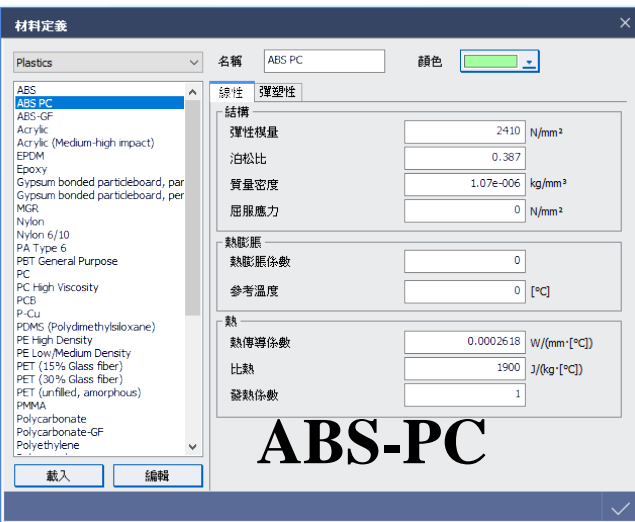 材料定義
Plastics
名稱 ABS PC 顏色
ABS
ABS PC
ABS-GF
Acrylic
Acrylic (Medium-high impact)
EPDM
Epoxy
Gypsum bonded particleboard, par
Gypsum bonded particleboard, per
MGR
Nylon
Nylon 6/10
PA Type 6
PBT General Purpose
PC
PC High Viscosity
PCB
P-Cu
PDMS (Polydimethylsiloxane)
PE High Density
PE Low/Medium Density
PET (15% Glass fiber)
PET (30% Glass fiber)
PET (unfilled, amorphous)
PMMA
Polycarbonate
Polycarbonate-GF
Polyethylene
載入 編輯
線性 彈塑性
結構
彈性模量 2410 N/mm²
泊松比 0.387
質量密度 1.07e-006 kg/mm³
屈服應力 0 N/mm²
熱膨脹
熱膨脹係數 0
參考溫度 0 [°C]
熱
熱傳導係數 0.0002618 W/(mm·[°C])
比熱 1900 J/(kg·[°C])
發熱係數 1
ABS-PC